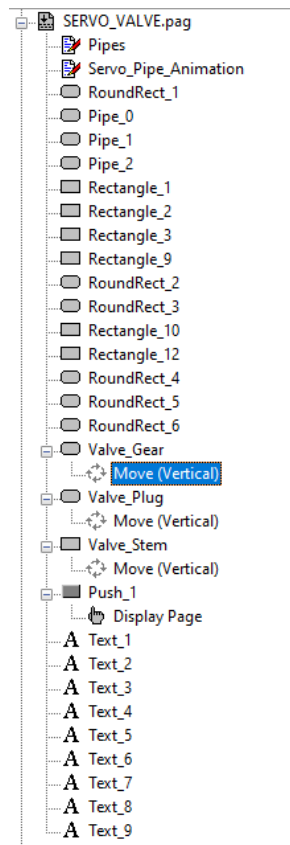 SERVO_VALVE.pag
Pipes
Servo_Pipe_Animation
RoundRect_1
Pipe_0
Pipe_1
Pipe_2
Rectangle_1
Rectangle_2
Rectangle_3
Rectangle_9
RoundRect_2
RoundRect_3
Rectangle_10
Rectangle_12
RoundRect_4
RoundRect_5
RoundRect_6
Valve_Gear
Move (Vertical)
Valve_Plug
Move (Vertical)
Valve_Stem
Move (Vertical)
Push_1
Display Page
A Text_1
A Text_2
A Text_3
A Text_4
A Text_5
A Text_6
A Text_7
A Text_8
A Text_9